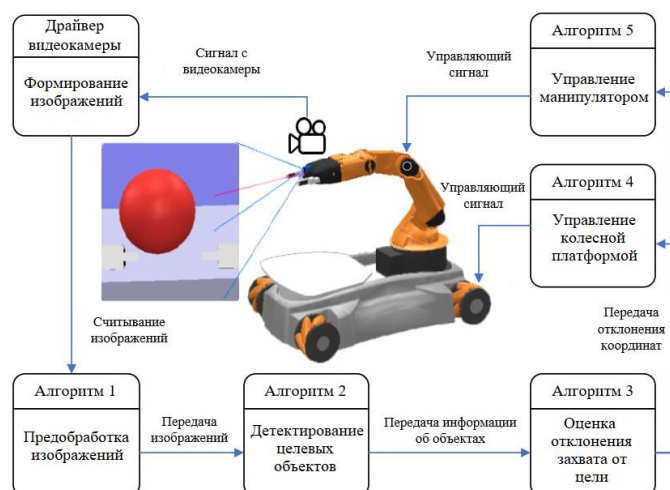 Драйвер
видеокамеры
Формирование
изображений
Сигнал с
видеокамеры
Управляющий
сигнал
Алгоритм 5
Управление
манипулятором
Управляющий
сигнал
Алгоритм 4
Управление
колесной
платформой
Считывание
изображений
Передача
отклонения
координат
Алгоритм 1
Предобработка
изображений
Передача
изображений
Алгоритм 2
Детектирование
целевых
объектов
Передача информации
об объектах
Алгоритм 3
Оценка
отклонения
захвата от
цели